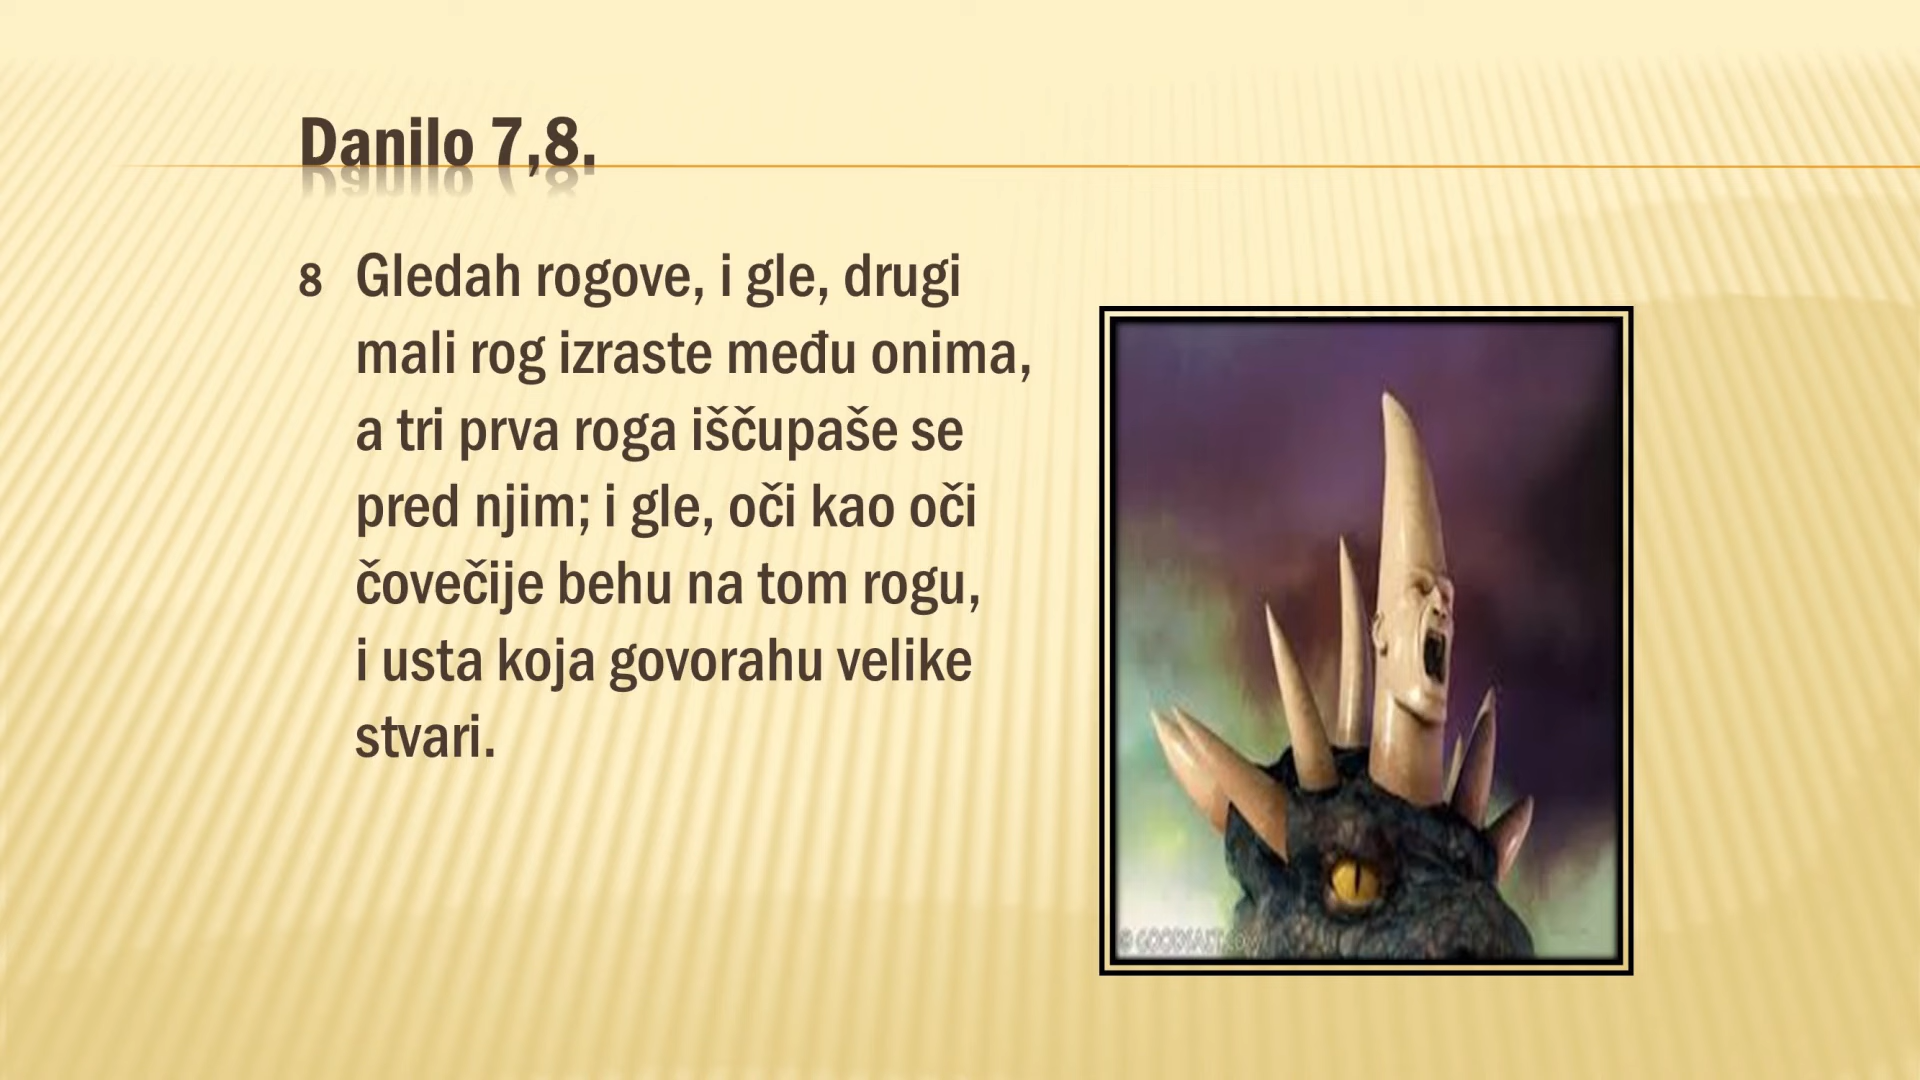 Danilo 7,8.
8 Gledah rogove, i gle, drugi
mali rog izraste među onima,
a tri prva roga iščupaše se
pred njim; i gle, oči kao oči
čovečije behu na tom rogu,
i usta koja govorahu velike
stvari.